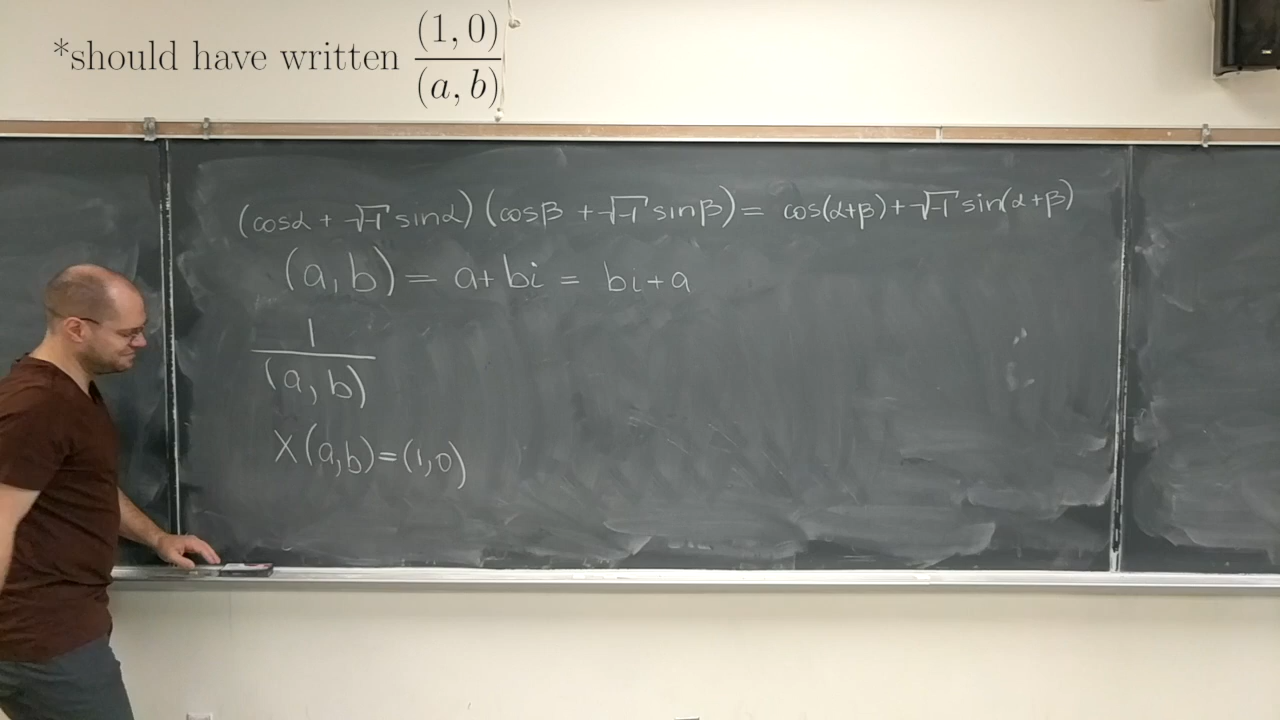 *should have written (1, 0)/(a, b)
(cosα + √-1 sinα) (cosβ + √-1 sinβ) = cos(α+β) + √-1 sin(α+β)
(a, b) = a + bi = bi + a
1/(a, b)
X(a,b) = (1,0)